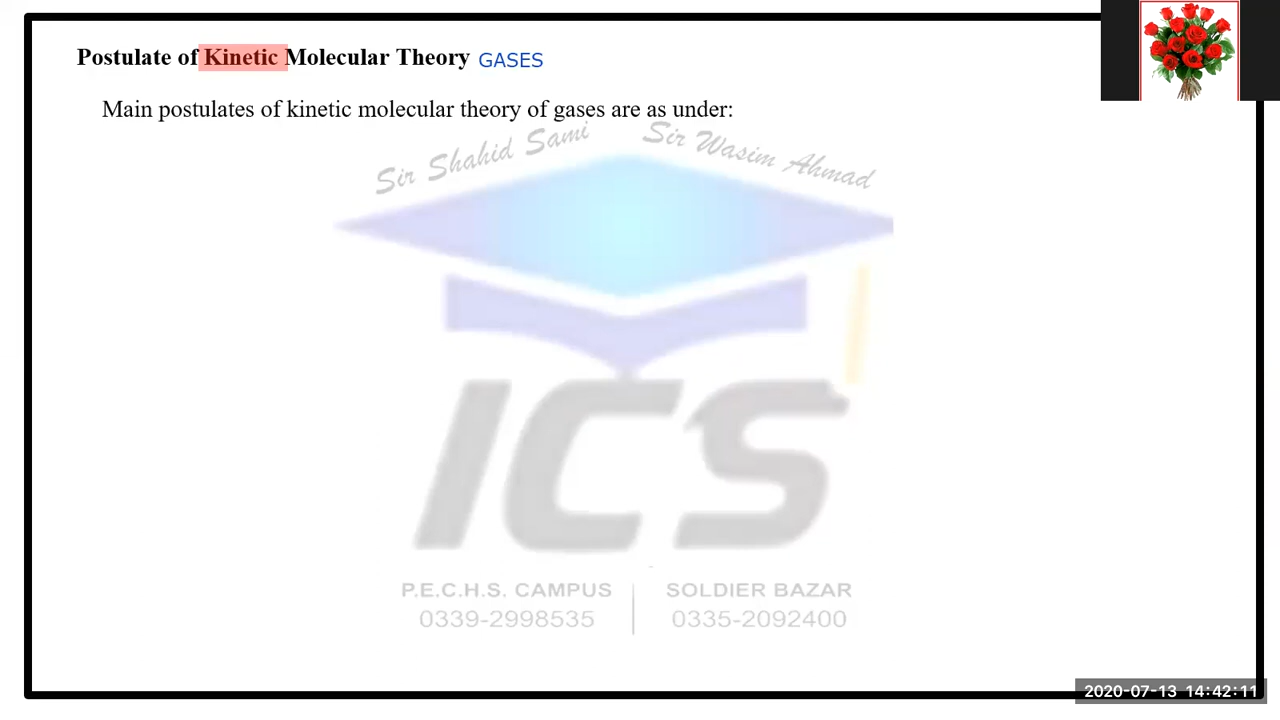 Postulate of Kinetic Molecular Theory GASES
Main postulates of kinetic molecular theory of gases are as under:
Sir Shahid Sami Sir Wasim Ahmad
ICS
P.E.C.H.S. CAMPUS SOLDIER BAZAR
0339-2998535 0335-2092400
2020-07-13 14:42:11